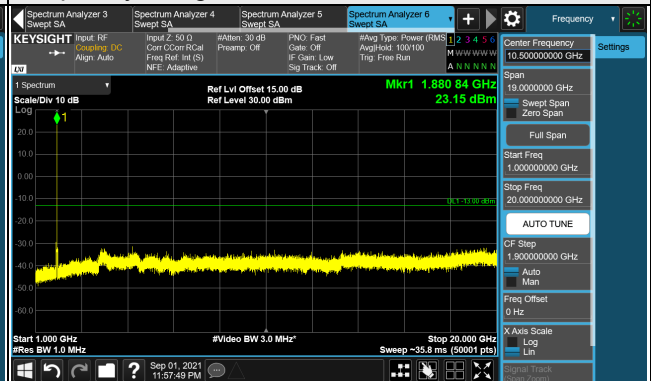 Spectrum Analyzer 3
Swept SA
Spectrum Analyzer 4
Swept SA
Spectrum Analyzer 5
Swept SA
Spectrum Analyzer 6
Swept SA
Frequency
KEYSIGHT
LXI
Input: RF
Coupling: DC
Align: Auto
Input Z: 50 Ω
Corr CCorr RCal
Freq Ref: Int (S)
NFE: Adaptive
#Atten: 30 dB
Preamp: Off
PNO: Fast
Gate: Off
IF Gain: Low
Sig Track: Off
#Avg Type: Power (RMS
Avg|Hold: 100/100
Trig: Free Run
1 2 3 4 5 6
M W W W W W
A N N N N N
Center Frequency
10.500000000 GHz
Settings
1 Spectrum
Scale/Div 10 dB
Ref Lvl Offset 15.00 dB
Ref Level 30.00 dBm
Mkr1 1.880 84 GHz
23.15 dBm
Span
19.0000000 GHz
Swept Span
Zero Span
Full Span
Start Freq
1.000000000 GHz
Stop Freq
20.000000000 GHz
AUTO TUNE
CF Step
1.900000000 GHz
Auto
Man
Freq Offset
0 Hz
X Axis Scale
Log
Lin
Signal Track
(Span Zoom)
Log
1
20.0
10.0
0.00
-10.0
DL1 -13.00 dBm
-20.0
-30.0
-40.0
-50.0
-60.0
Start 1.000 GHz
#Res BW 1.0 MHz
#Video BW 3.0 MHz*
Stop 20.000 GHz
Sweep ~35.8 ms (50001 pts)
?
Sep 01, 2021
11:57:49 PM